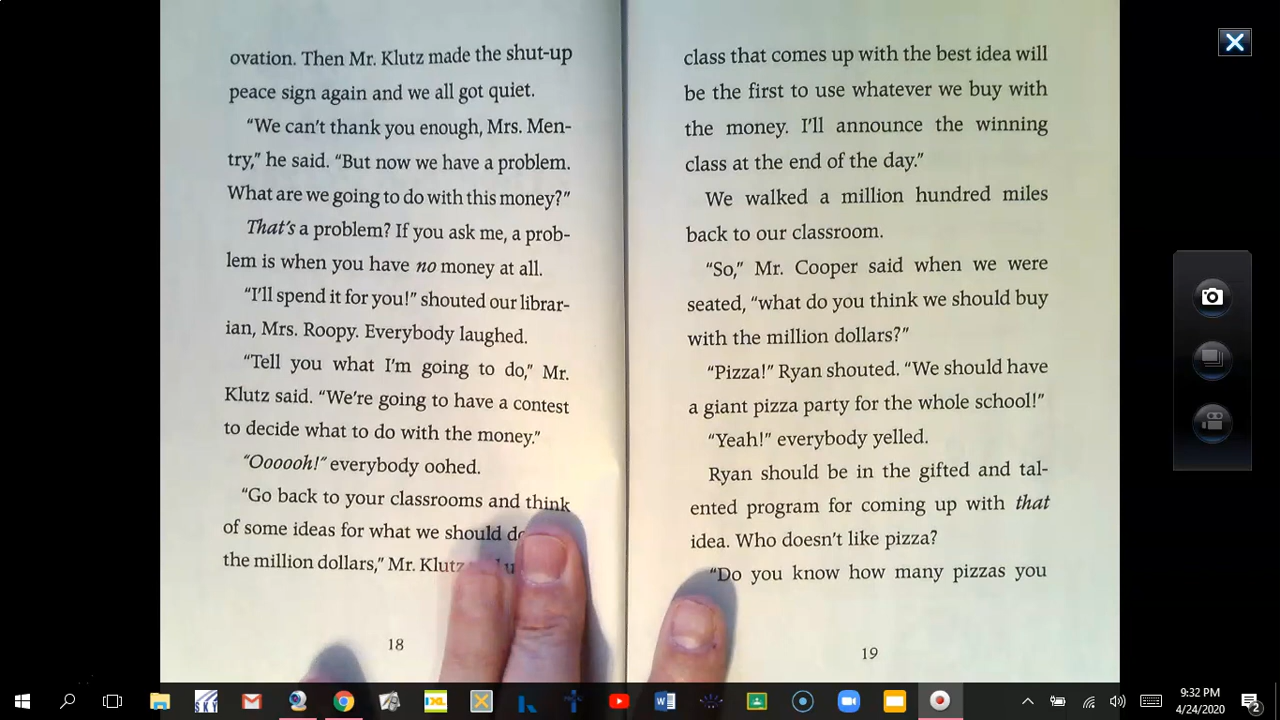 ovation. Then Mr. Klutz made the shut-up
peace sign again and we all got quiet.
"We can't thank you enough, Mrs. Men-
try," he said. "But now we have a problem.
What are we going to do with this money?"
That's a problem? If you ask me, a prob-
lem is when you have no money at all.
"I'll spend it for you!" shouted our librar-
ian, Mrs. Roopy. Everybody laughed.
"Tell you what I'm going to do," Mr.
Klutz said. "We're going to have a contest
to decide what to do with the money."
"Oooooh!" everybody oohed.
"Go back to your classrooms and think
of some ideas for what we should
the million dollars," Mr. Klutz
18
class that comes up with the best idea will
be the first to use whatever we buy with
the money. I'll announce the winning
class at the end of the day."
We walked a million hundred miles
back to our classroom.
"So," Mr. Cooper said when we were
seated, "what do you think we should buy
with the million dollars?"
"Pizza!" Ryan shouted. "We should have
a giant pizza party for the whole school!"
"Yeah!" everybody yelled.
Ryan should be in the gifted and tal-
ented program for coming up with that
idea. Who doesn't like pizza?
"Do you know how many pizzas you
19
IXL
9:32 PM
4/24/2020
2